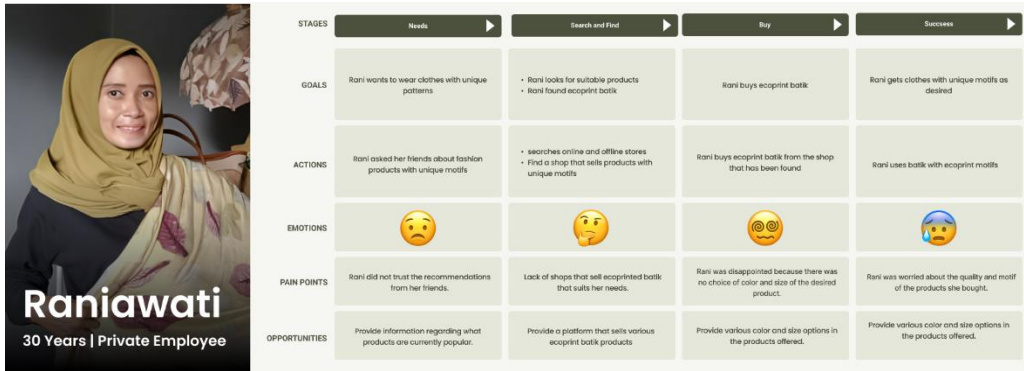 STAGES
Needs
Search and Find
Buy
Succsess
GOALS
Rani wants to wear clothes with unique
patterns
• Rani looks for suitable products
• Rani found ecoprint batik
Rani buys ecoprint batik
Rani gets clothes with unique motifs as
desired
ACTIONS
Rani asked her friends about fashion
products with unique motifs
• searches online and offline stores
• Find a shop that sells products with
unique motifs
Rani buys ecoprint batik from the shop
that has been found
Rani uses batik with ecoprint motifs
EMOTIONS
PAIN POINTS
Rani did not trust the recommendations
from her friends.
Lack of shops that sell ecoprinted batik
that suits her needs.
Rani was disappointed because there was
no choice of color and size of the desired
product.
Rani was worried about the quality and motif
of the products she bought.
OPPORTUNITIES
Provide information regarding what
products are currently popular.
Provide a platform that sells various
ecoprint batik products
Provide various color and size options in
the products offered.
Provide various color and size options in
the products offered.
Raniawati
30 Years | Private Employee